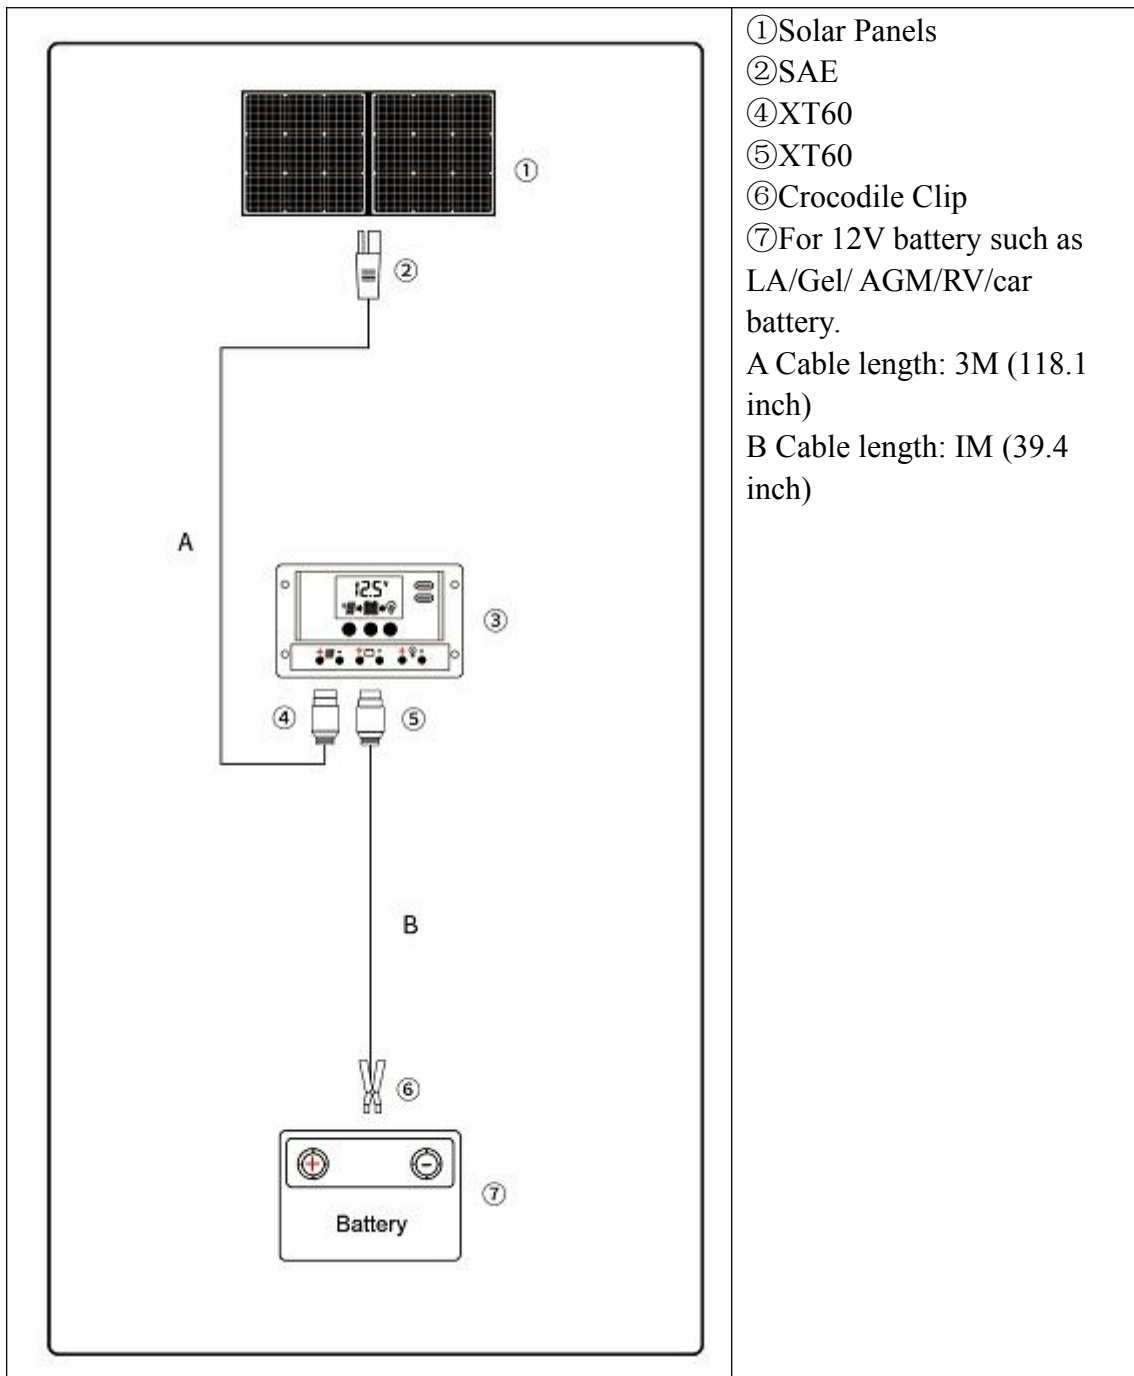 ①Solar Panels
②SAE
④XT60
⑤XT60
⑥Crocodile Clip
⑦For 12V battery such as
LA/Gel/ AGM/RV/car
battery.
A Cable length: 3M (118.1
inch)
B Cable length: IM (39.4
inch)
①
②
A
12.5V
③
④
⑤
B
⑥
+ -
⑦
Battery